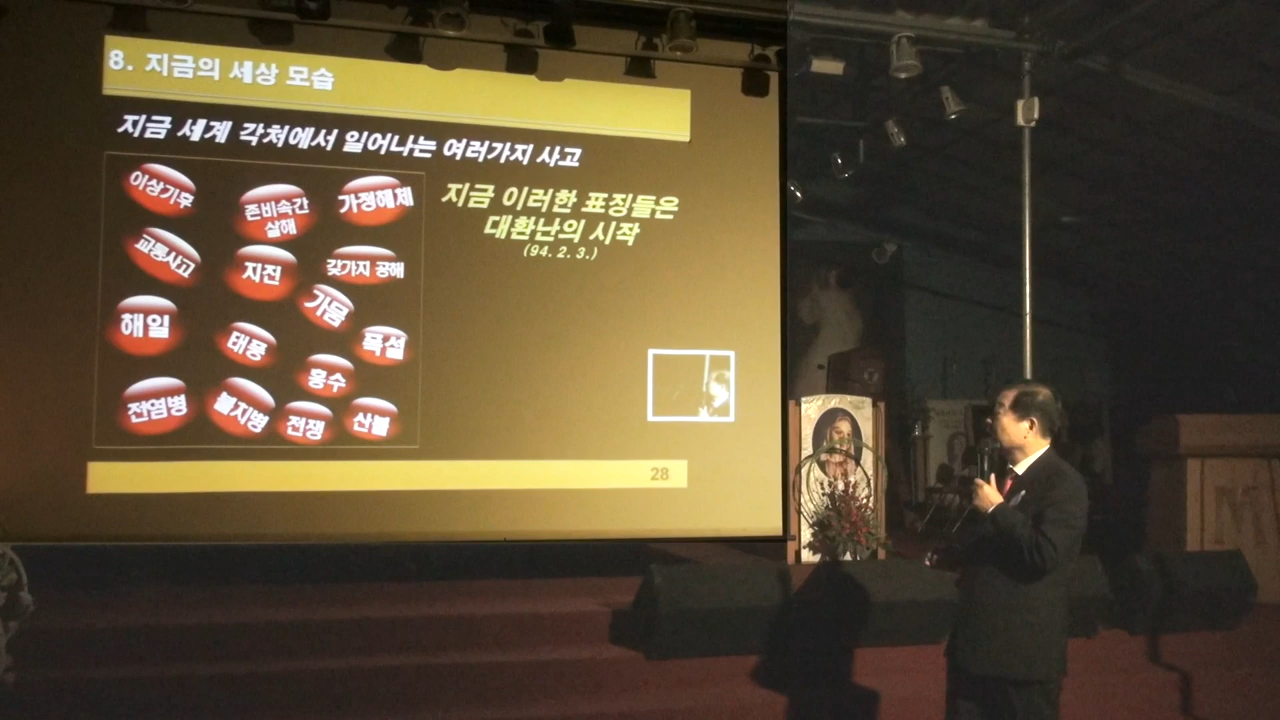 8. 지금의 세상 모습
지금 세계 각처에서 일어나는 여러가지 사고
이상기후
존비속간
살해
가정해체
교통사고
지진
갖가지 공해
가뭄
해일
태풍
폭설
홍수
전염병
불치병
전쟁
산불
지금 이러한 표징들은
대환난의 시작
(94. 2. 3.)
28
M